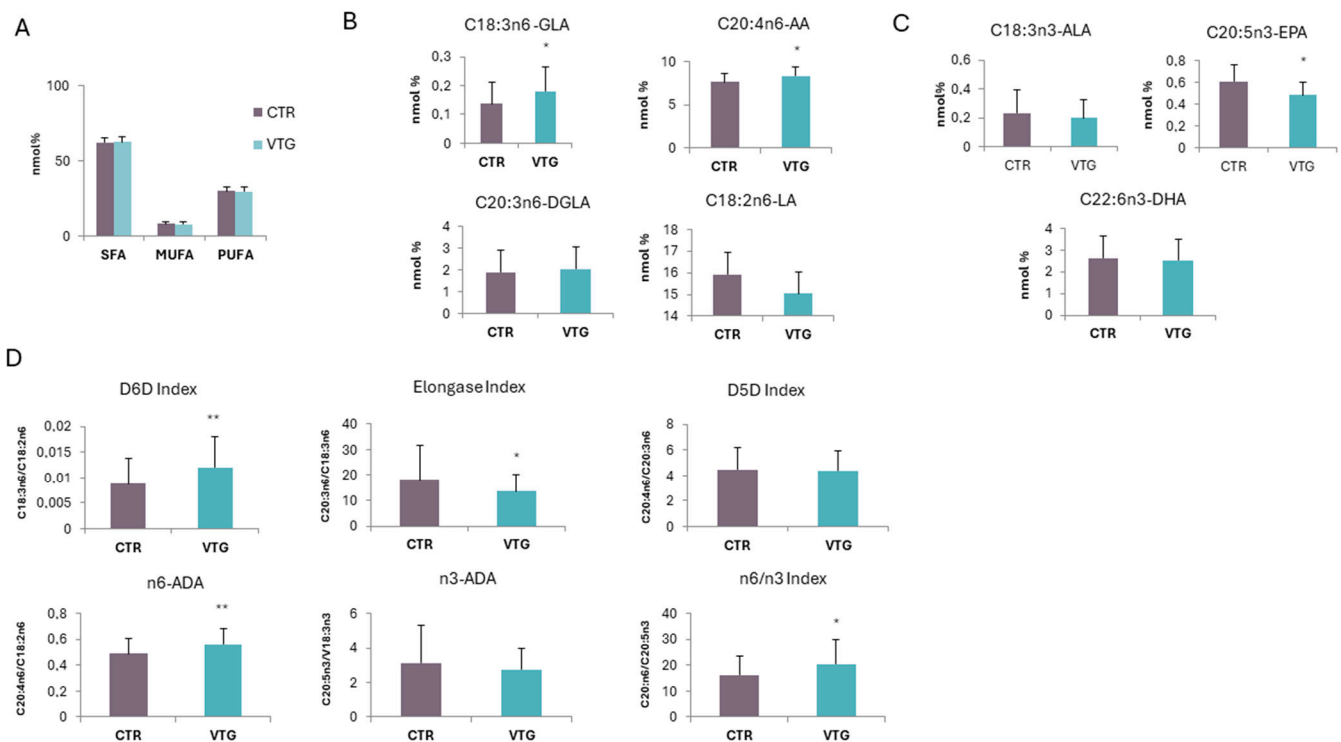 A
nmol%
100
50
0
SFA
MUFA
PUFA
CTR
VTG
B
C18:3n6-GLA
nmol %
0,3
0,2
0,1
0
*
CTR
VTG
C20:4n6-AA
nmol %
10
5
0
*
CTR
VTG
C20:3n6-DGLA
nmol %
4
3
2
1
0
CTR
VTG
C18:2n6-LA
nmol %
18
17
16
15
14
CTR
VTG
C
C18:3n3-ALA
nmol%
0,6
0,4
0,2
0
CTR
VTG
C20:5n3-EPA
nmol %
0,8
0,6
0,4
0,2
0
*
CTR
VTG
C22:6n3-DHA
nmol %
4
3
2
1
0
CTR
VTG
D
D6D Index
C18:3n6/C18:2n6
0,02
0,015
0,01
0,005
0
**
CTR
VTG
Elongase Index
C20:3n6/C18:3n6
40
30
20
10
0
*
CTR
VTG
D5D Index
C20:4n6/C20:3n6
8
6
4
2
0
CTR
VTG
n6-ADA
C20:4n6/C18:2n6
0,8
0,6
0,4
0,2
0
**
CTR
VTG
n3-ADA
C20:5n3/V18:3n3
6
4
2
0
CTR
VTG
n6/n3 Index
C20:n6/C20:5n3
40
30
20
10
0
*
CTR
VTG